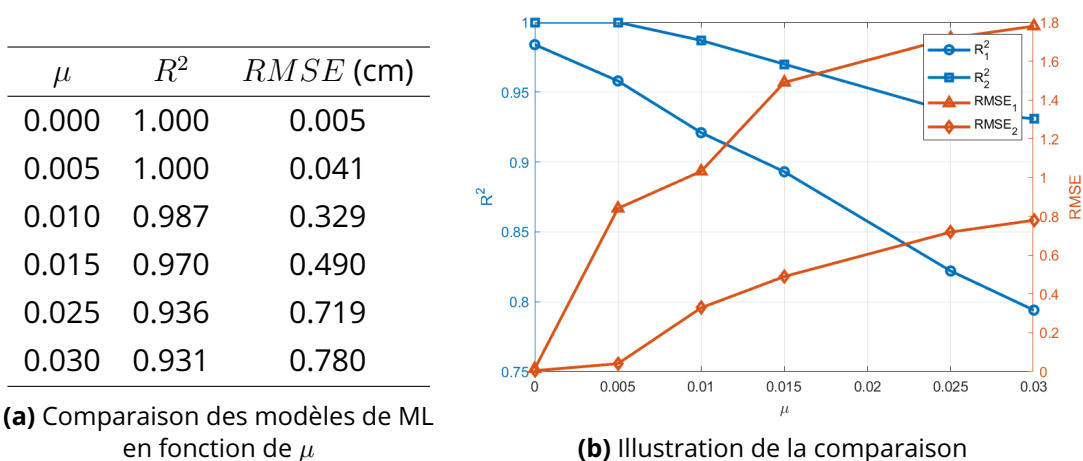 μ R² RMSE (cm)
0.000 1.000 0.005
0.005 1.000 0.041
0.010 0.987 0.329
0.015 0.970 0.490
0.025 0.936 0.719
0.030 0.931 0.780
(a) Comparaison des modèles de ML
en fonction de μ
1
0.95
0.9
0.85
0.8
0.75
R²
0 0.005 0.01 0.015 0.02 0.025 0.03
μ
1.8
1.6
1.4
1.2
1
0.8
0.6
0.4
0.2
0
RMSE
R²₁
R²₂
RMSE₁
RMSE₂
(b) Illustration de la comparaison